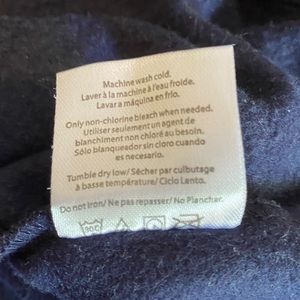 Machine wash cold.
Laver à la machine à l'eau froide.
Lavar a máquina en frío.
Only non-chlorine bleach when needed.
Utiliser seulement un agent de
blanchiment non chloré au besoin.
Sólo blanqueador sin cloro cuando
es necesario.
Tumble dry low/ Sécher par culbutage
à basse température/ Ciclo Lento.
Do not Iron/ Ne pas repasser/ No Planchar.
30C